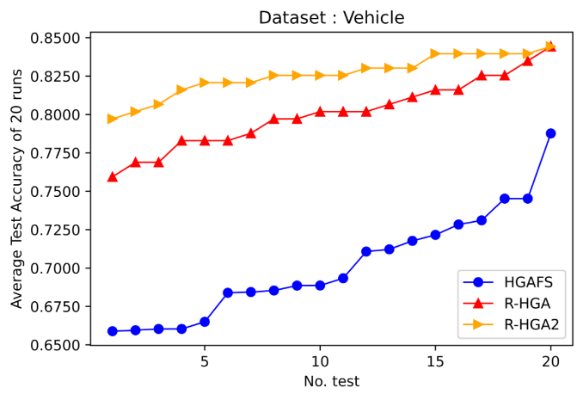 Dataset : Vehicle
Average Test Accuracy of 20 runs
0.8500
0.8250
0.8000
0.7750
0.7500
0.7250
0.7000
0.6750
0.6500
HGAFS
R-HGA
R-HGA2
5
10
15
20
No. test